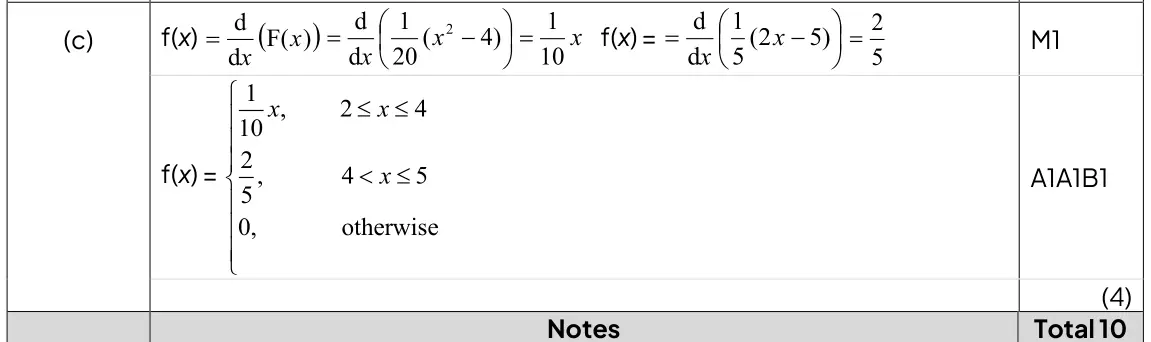 (c) f(x) = d/dx (F(x)) = d/dx (1/20 (x² − 4)) = 1/10 x f(x) = = d/dx (1/5 (2x − 5)) = 2/5 M1
1/10 x, 2 ≤ x ≤ 4
f(x) = { 2/5, 4 < x ≤ 5 A1A1B1
0, otherwise
(4)
Notes Total 10